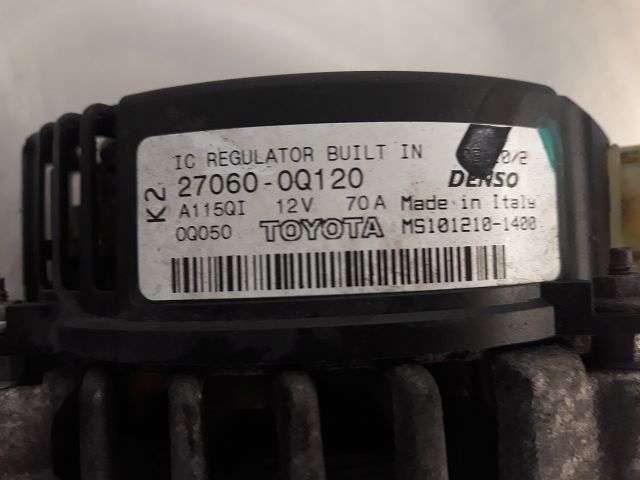 IC REGULATOR BUILT IN
K2 27060-0Q120 DENSO
A115QI 12V 70A Made in Italy
0Q050 TOYOTA MS101210-1400